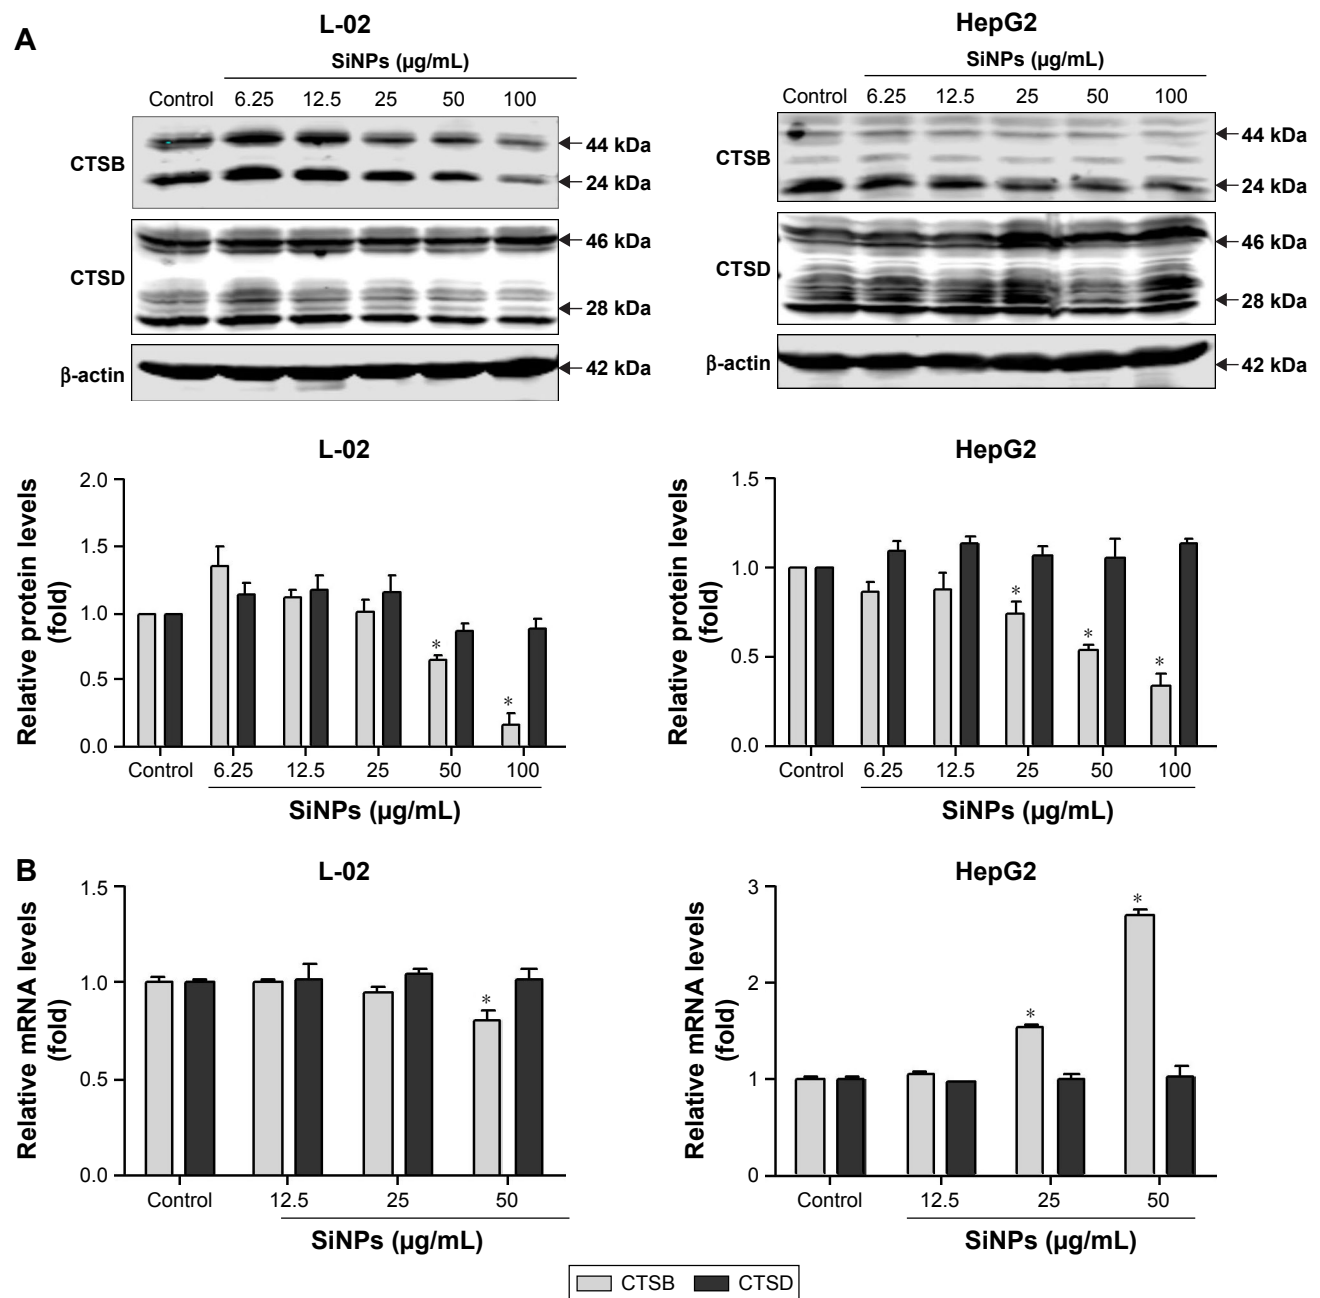 A
L-02
SiNPs (µg/mL)
Control 6.25 12.5 25 50 100
CTSB
44 kDa
24 kDa
CTSD
46 kDa
28 kDa
β-actin
42 kDa
HepG2
SiNPs (µg/mL)
Control 6.25 12.5 25 50 100
CTSB
44 kDa
24 kDa
CTSD
46 kDa
28 kDa
β-actin
42 kDa
L-02
Relative protein levels
(fold)
2.0
1.5
1.0
0.5
0.0
*
*
Control 6.25 12.5 25 50 100
SiNPs (µg/mL)
HepG2
Relative protein levels
(fold)
1.5
1.0
0.5
0.0
*
*
*
Control 6.25 12.5 25 50 100
SiNPs (µg/mL)
B
L-02
Relative mRNA levels
(fold)
1.5
1.0
0.5
0.0
*
Control 12.5 25 50
SiNPs (µg/mL)
HepG2
Relative mRNA levels
(fold)
3
2
1
0
*
*
Control 12.5 25 50
SiNPs (µg/mL)
CTSB CTSD